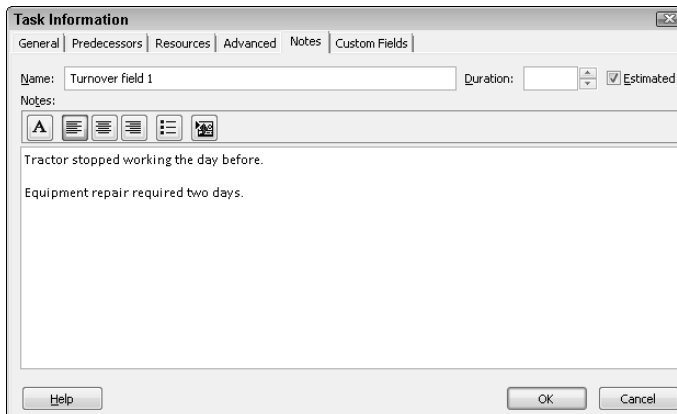 Task Information
General Predecessors Resources Advanced Notes Custom Fields
Name: Turnover field 1 Duration: Estimated
Notes:
A
Tractor stopped working the day before.
Equipment repair required two days.
Help OK Cancel